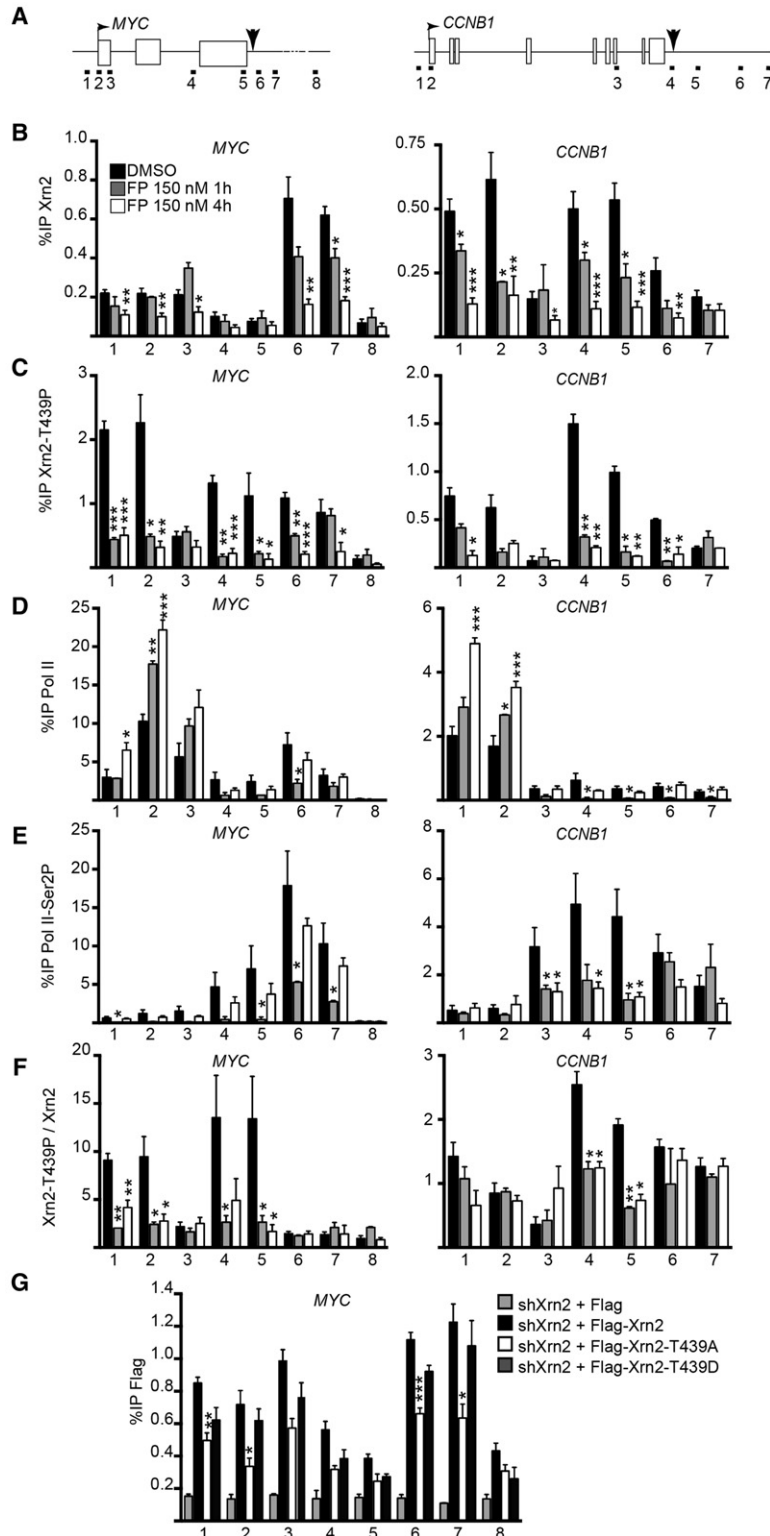 A
MYC
CCNB1
1 2 3 4 5 6 7 8
1 2 3 4 5 6 7
B
MYC
CCNB1
%IP Xrn2
1.0
0.8
0.6
0.4
0.2
DMSO
FP 150 nM 1h
FP 150 nM 4h
** ** * ** * ***
1 2 3 4 5 6 7 8
0.75
0.50
0.25
* *** * ** * * *** * *** **
1 2 3 4 5 6 7
C
MYC
CCNB1
%IP Xrn2-T439P
3
2
1
*** **** * ** ** *** * * ** *** *
1 2 3 4 5 6 7 8
2.0
1.5
1.0
0.5
* ** ** * ** ** *
1 2 3 4 5 6 7
D
MYC
CCNB1
%IP Pol II
25
20
15
10
5
* ** *** *
1 2 3 4 5 6 7 8
6
4
2
*** * *** * * * *
1 2 3 4 5 6 7
E
MYC
CCNB1
%IP Pol II-Ser2P
25
20
15
10
5
* * * *
1 2 3 4 5 6 7 8
8
6
4
2
* ** * * **
1 2 3 4 5 6 7
F
MYC
CCNB1
Xrn2-T439P / Xrn2
20
15
10
5
** ** * * * * *
1 2 3 4 5 6 7 8
3
2
1
* ** ** *
1 2 3 4 5 6 7
G
MYC
%IP Flag
1.4
1.2
1.0
0.8
0.6
0.4
0.2
shXrn2 + Flag
shXrn2 + Flag-Xrn2
shXrn2 + Flag-Xrn2-T439A
shXrn2 + Flag-Xrn2-T439D
** * *** *
1 2 3 4 5 6 7 8